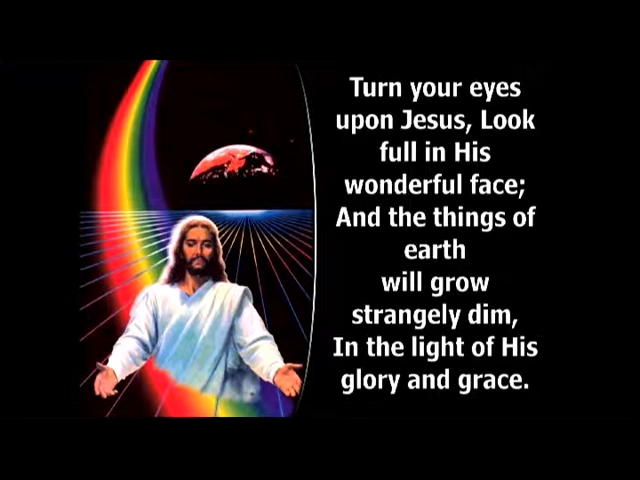 Turn your eyes
upon Jesus, Look
full in His
wonderful face;
And the things of
earth
will grow
strangely dim,
In the light of His
glory and grace.